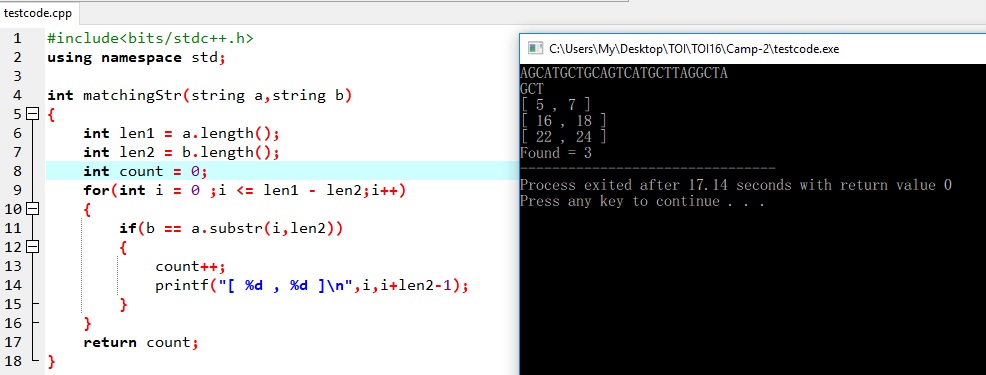 testcode.cpp
1 #include<bits/stdc++.h>
2 using namespace std;
3
4 int matchingStr(string a,string b)
5 {
6 int len1 = a.length();
7 int len2 = b.length();
8 int count = 0;
9 for(int i = 0 ;i <= len1 - len2;i++)
10 {
11 if(b == a.substr(i,len2))
12 {
13 count++;
14 printf("[ %d , %d ]\n",i,i+len2-1);
15 }
16 }
17 return count;
18 }
C:\Users\My\Desktop\TOI\TOI16\Camp-2\testcode.exe
AGCATGCTGCAGTCATGCTTAGGCTA
GCT
[ 5 , 7 ]
[ 16 , 18 ]
[ 22 , 24 ]
Found = 3
--------------------------------
Process exited after 17.14 seconds with return value 0
Press any key to continue . . .